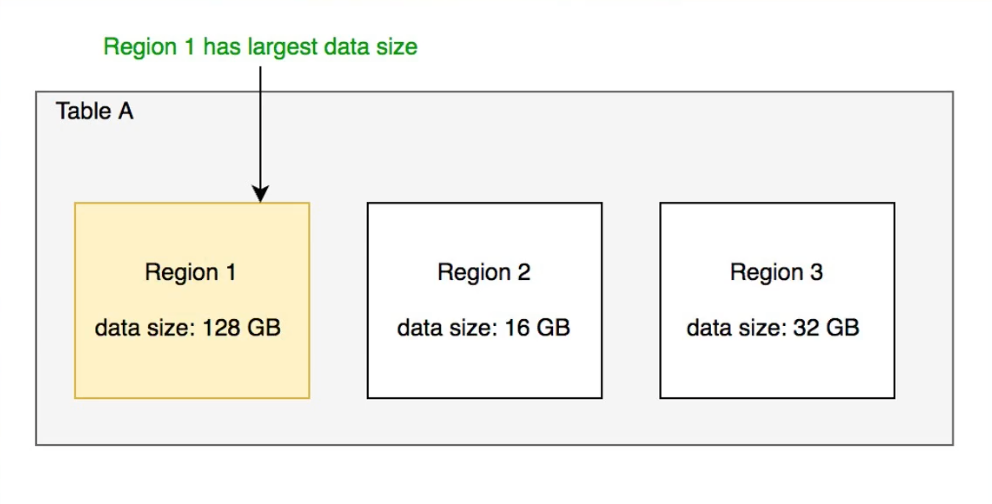 Region 1 has largest data size
Table A
Region 1
data size: 128 GB
Region 2
data size: 16 GB
Region 3
data size: 32 GB